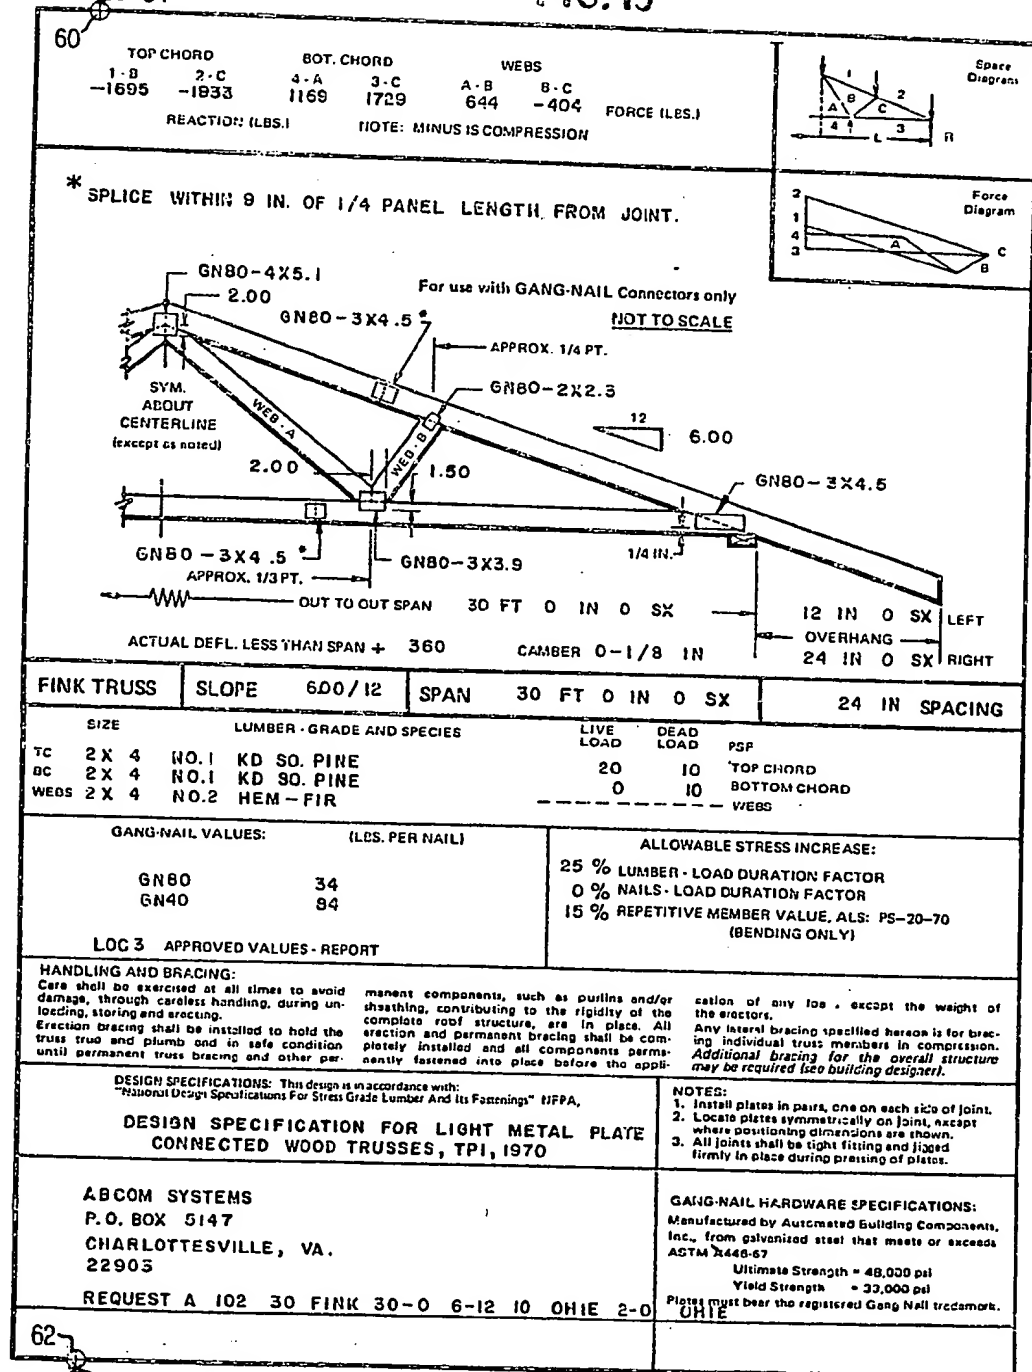 FIG. 15
60
TOP CHORD BOT. CHORD WEBS
1-B 2-C 4-A 3-C A-B B-C
-1695 -1933 1169 1729 644 -404 FORCE (LBS.)
REACTION (LBS.) NOTE: MINUS IS COMPRESSION
Space Diagram
1
2
B
A
C
4
3
L
R
* SPLICE WITHIN 9 IN. OF 1/4 PANEL LENGTH FROM JOINT.
Force Diagram
2
1
4
3
A
C
B
GN80-4X5.1
2.00
For use with GANG-NAIL Connectors only
GN80-3X4.5 *
NOT TO SCALE
APPROX. 1/4 PT.
GN80-2X2.3
SYM. ABOUT CENTERLINE (except as noted)
WEB-A
WEB-B
12
6.00
2.00
1.50
GN80-3X4.5
GN80-3X4.5 *
GN80-3X3.9
1/4 IN.
APPROX. 1/3 PT.
OUT TO OUT SPAN 30 FT 0 IN 0 SX
12 IN 0 SX LEFT
OVERHANG
24 IN 0 SX RIGHT
ACTUAL DEFL. LESS THAN SPAN ÷ 360 CAMBER 0-1/8 IN
FINK TRUSS SLOPE 6.00/12 SPAN 30 FT 0 IN 0 SX 24 IN SPACING
SIZE LUMBER - GRADE AND SPECIES LIVE LOAD DEAD LOAD PSF
TC 2 X 4 NO.1 KD SO. PINE 20 10 TOP CHORD
BC 2 X 4 NO.1 KD SO. PINE 0 10 BOTTOM CHORD
WEBS 2 X 4 NO.2 HEM-FIR - - - - - - - - WEBS
GANG-NAIL VALUES: (LBS. PER NAIL)
GN80 34
GN40 84
LOC 3 APPROVED VALUES - REPORT
ALLOWABLE STRESS INCREASE:
25 % LUMBER - LOAD DURATION FACTOR
0 % NAILS - LOAD DURATION FACTOR
15 % REPETITIVE MEMBER VALUE, ALS: PS-20-70
(BENDING ONLY)
HANDLING AND BRACING:
Care shall be exercised at all times to avoid
damage, through careless handling, during un-
loading, storing and erecting.
Erection bracing shall be installed to hold the
truss true and plumb and in safe condition
until permanent truss bracing and other per-
manent components, such as purlins and/or
sheathing, contributing to the rigidity of the
complete roof structure, are in place. All
erection and permanent bracing shall be com-
pletely installed and all components perma-
nently fastened into place before the appli-
cation of any loa , except the weight of
the erectors.
Any lateral bracing specified hereon is for brac-
ing individual truss members in compression.
Additional bracing for the overall structure
may be required (see building designer).
DESIGN SPECIFICATIONS: This design is in accordance with:
"National Design Specifications For Stress Grade Lumber And Its Fastenings" NFPA,
DESIGN SPECIFICATION FOR LIGHT METAL PLATE
CONNECTED WOOD TRUSSES, TPI, 1970
NOTES:
1. Install plates in pairs, one on each side of joint.
2. Locate plates symmetrically on joint, except
where positioning dimensions are shown.
3. All joints shall be tight fitting and jigged
firmly in place during pressing of plates.
ABCOM SYSTEMS
P.O. BOX 5147
CHARLOTTESVILLE, VA.
22903
REQUEST A 102 30 FINK 30-0 6-12 10 OHIE 2-0 OHIE
GANG-NAIL HARDWARE SPECIFICATIONS:
Manufactured by Automated Building Components,
Inc., from galvanized steel that meets or exceeds
ASTM A446-67
Ultimate Strength = 48,000 psi
Yield Strength = 33,000 psi
Plates must bear the registered Gang Nail trademark.
62